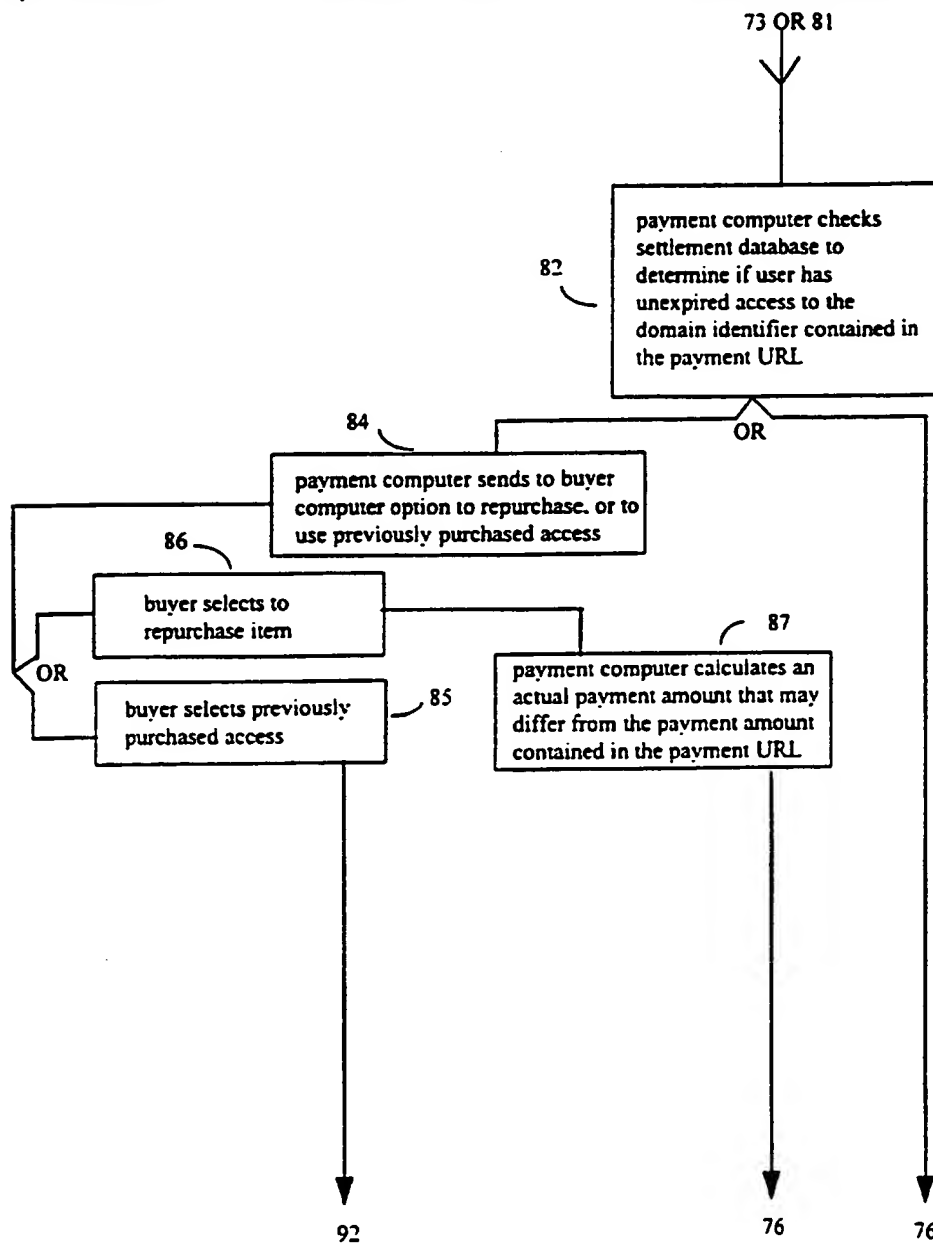 73 OR 81
payment computer checks
settlement database to
determine if user has
unexpired access to the
domain identifier contained in
the payment URL
82
OR
84
payment computer sends to buyer
computer option to repurchase, or to
use previously purchased access
86
buyer selects to
repurchase item
87
OR
payment computer calculates an
actual payment amount that may
differ from the payment amount
contained in the payment URL
buyer selects previously
purchased access
85
92
76
76